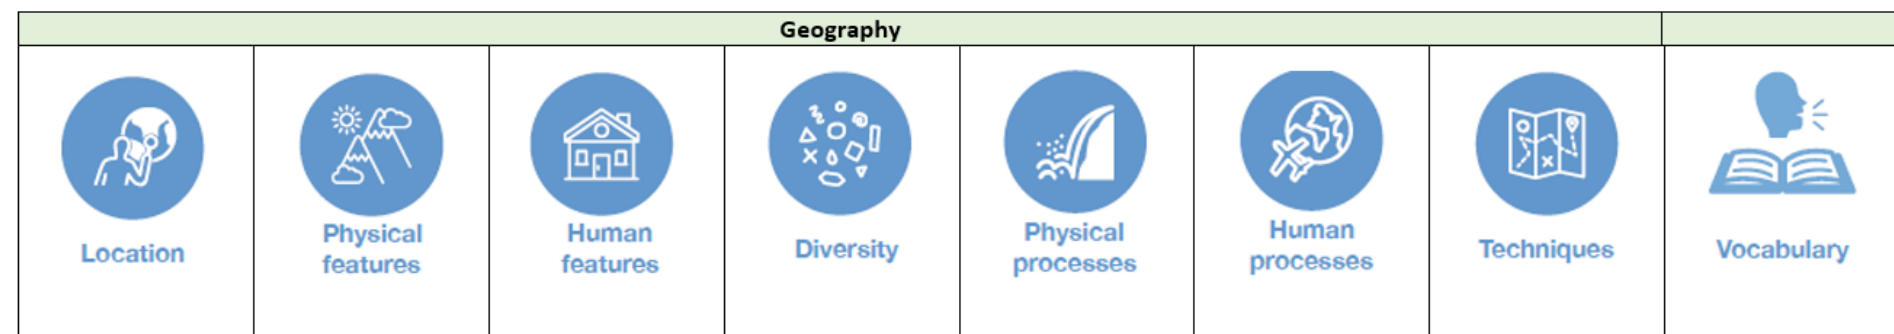 Geography
Location
Physical
features
Human
features
Diversity
Physical
processes
Human
processes
Techniques
Vocabulary